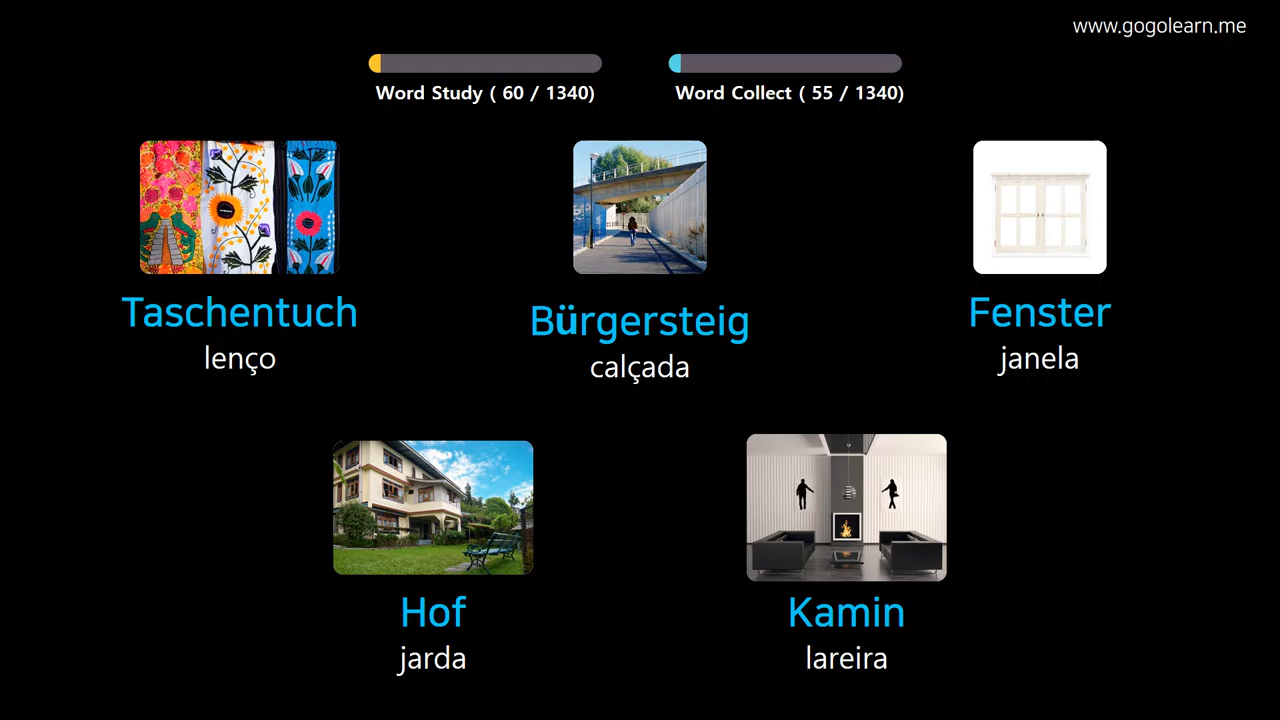 www.gogolearn.me
Word Study ( 60 / 1340)
Word Collect ( 55 / 1340)
Taschentuch
lenço
Bürgersteig
calçada
Fenster
janela
Hof
jarda
Kamin
lareira